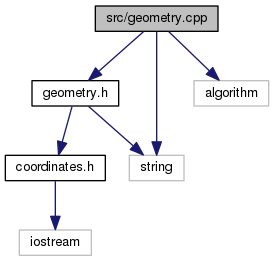 src/geometry.cpp
geometry.h
algorithm
coordinates.h
string
iostream